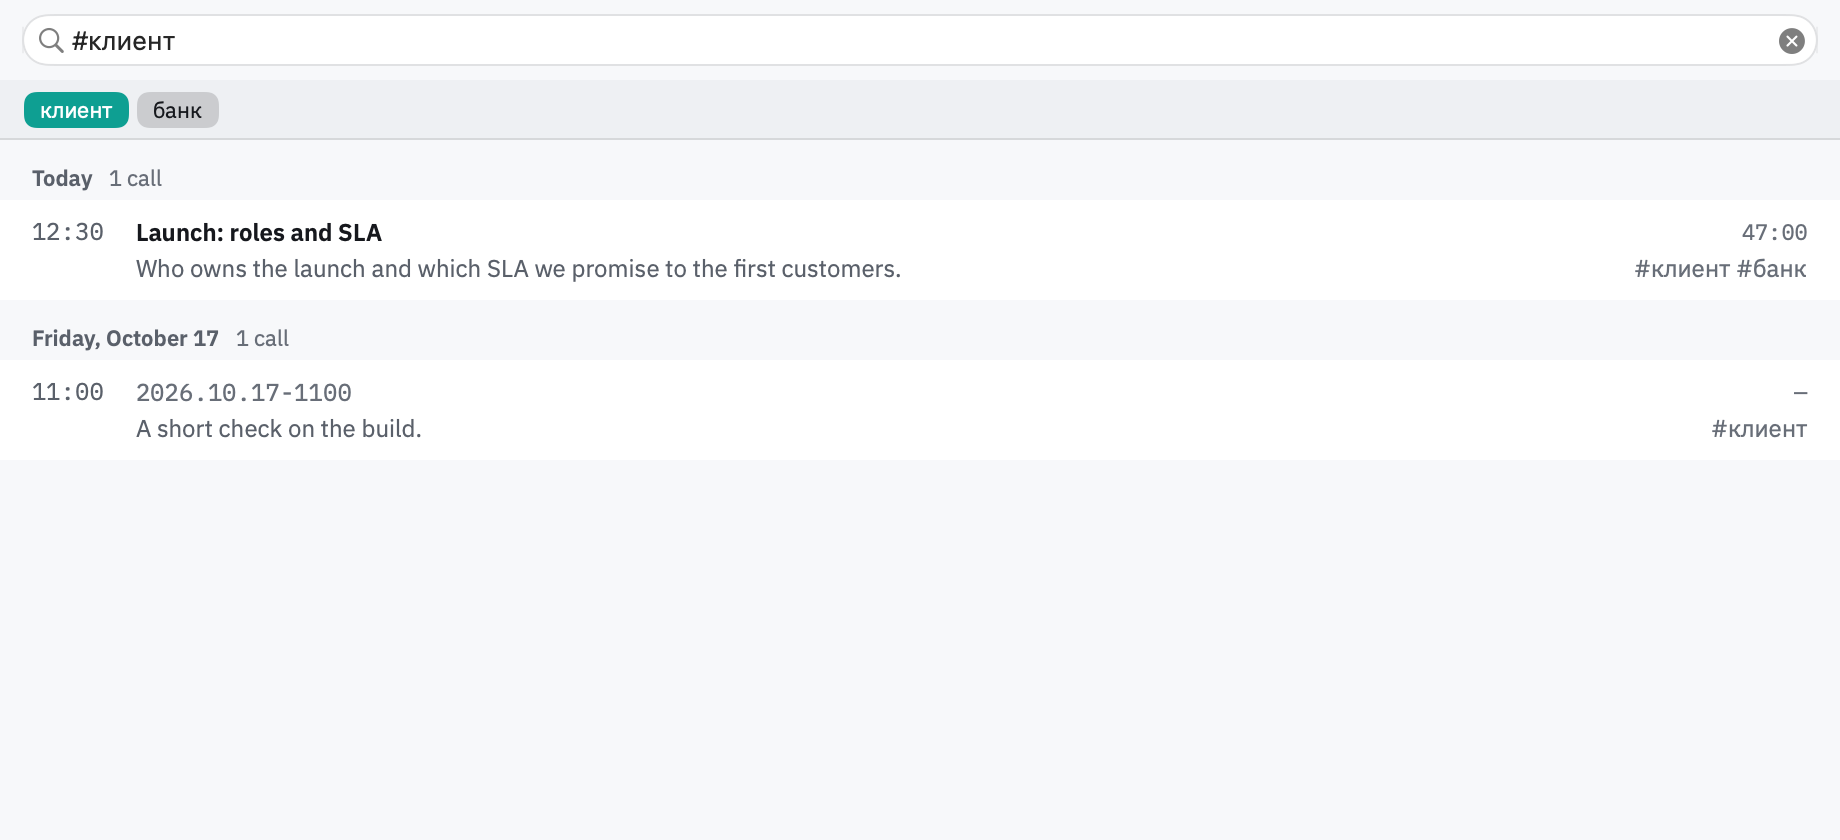 #клиент
клиент банк
Today 1 call
12:30 Launch: roles and SLA 47:00
Who owns the launch and which SLA we promise to the first customers. #клиент #банк
Friday, October 17 1 call
11:00 2026.10.17-1100 –
A short check on the build. #клиент